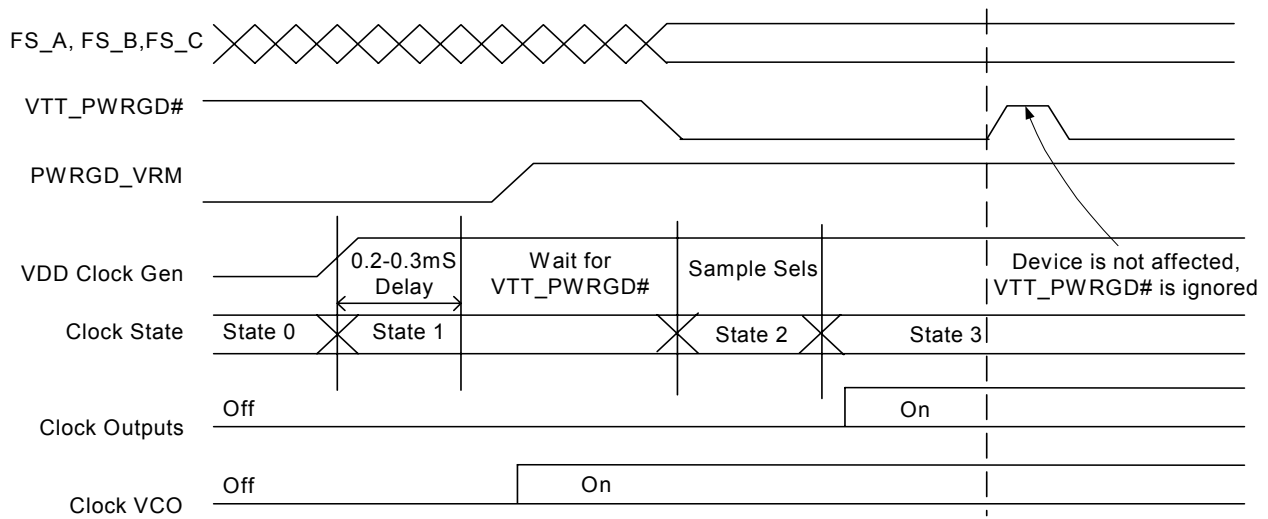 FS_A, FS_B,FS_C
VTT_PWRGD#
PWRGD_VRM
VDD Clock Gen
0.2-0.3mS
Delay
Wait for
VTT_PWRGD#
Sample Sels
Device is not affected,
VTT_PWRGD# is ignored
Clock State
State 0
State 1
State 2
State 3
Clock Outputs
Off
On
Clock VCO
Off
On